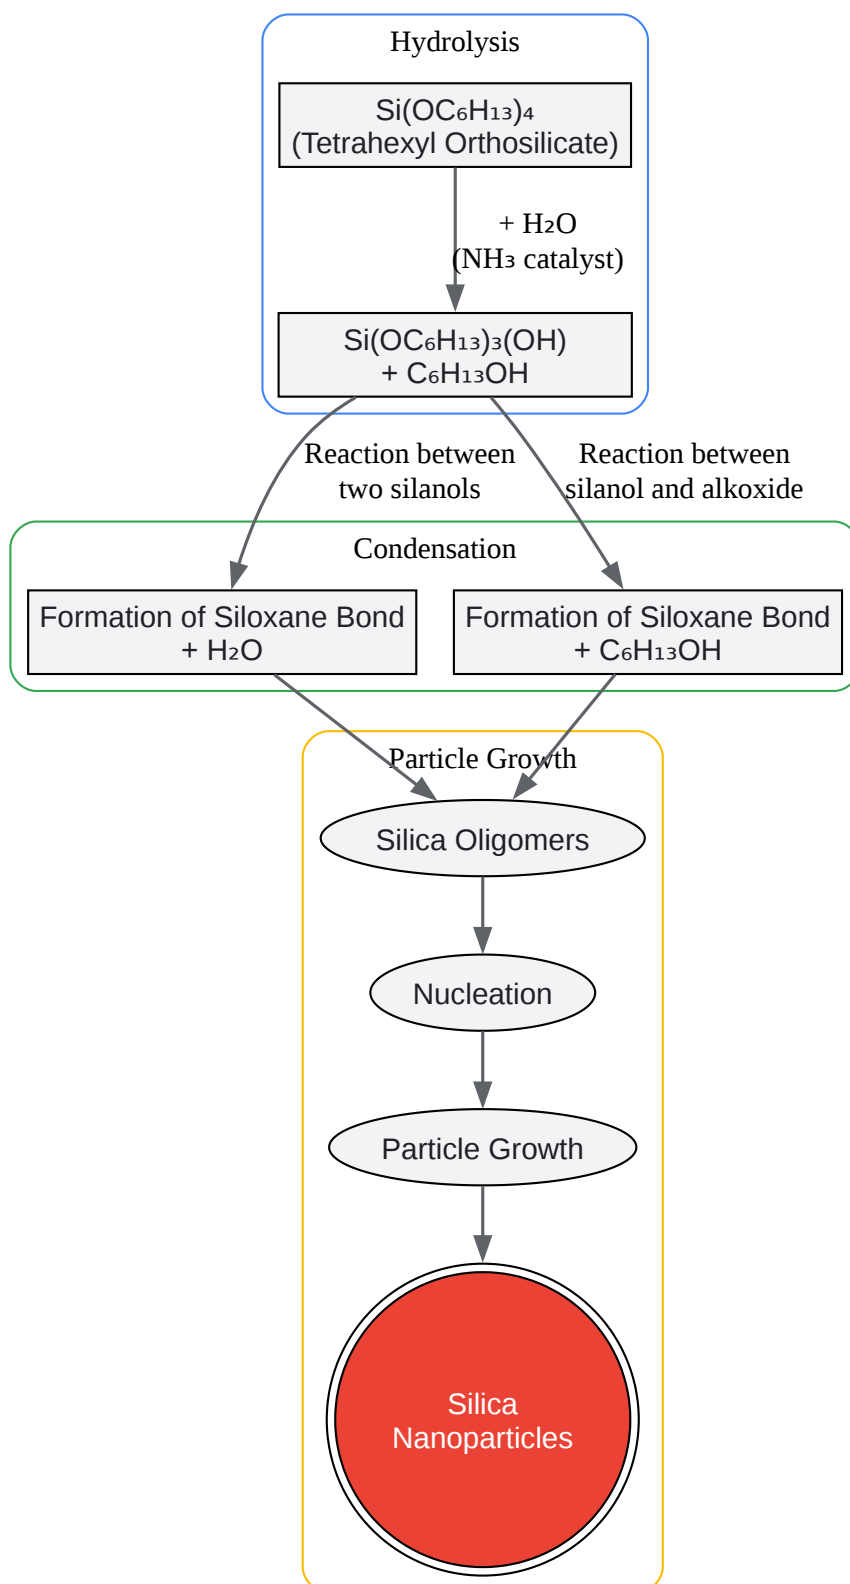 Hydrolysis
Si(OC₆H₁₃)₄
(Tetrahexyl Orthosilicate)
+ H₂O
(NH₃ catalyst)
Si(OC₆H₁₃)₃(OH)
+ C₆H₁₃OH
Reaction between
two silanols
Reaction between
silanol and alkoxide
Condensation
Formation of Siloxane Bond
+ H₂O
Formation of Siloxane Bond
+ C₆H₁₃OH
Particle Growth
Silica Oligomers
Nucleation
Particle Growth
Silica
Nanoparticles